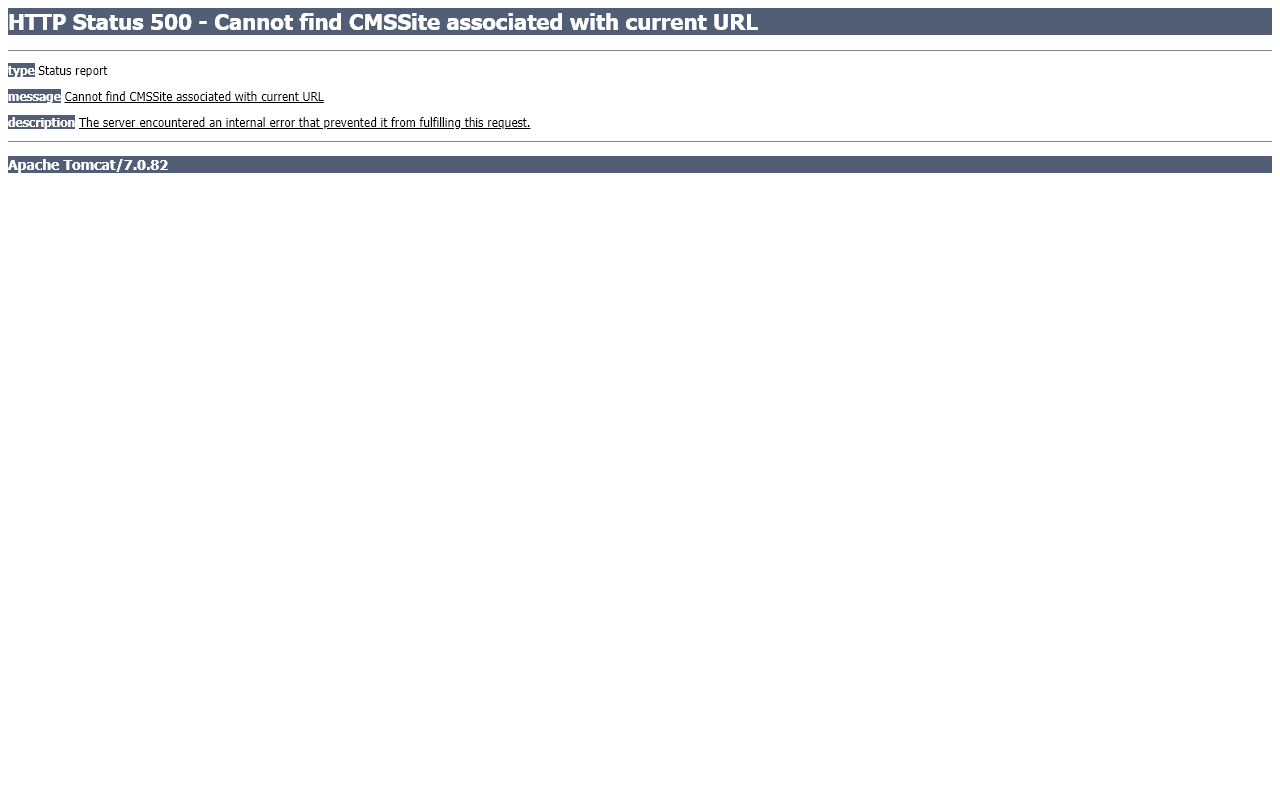 HTTP Status 500 - Cannot find CMSSite associated with current URL
type Status report
message Cannot find CMSSite associated with current URL
description The server encountered an internal error that prevented it from fulfilling this request.
Apache Tomcat/7.0.82